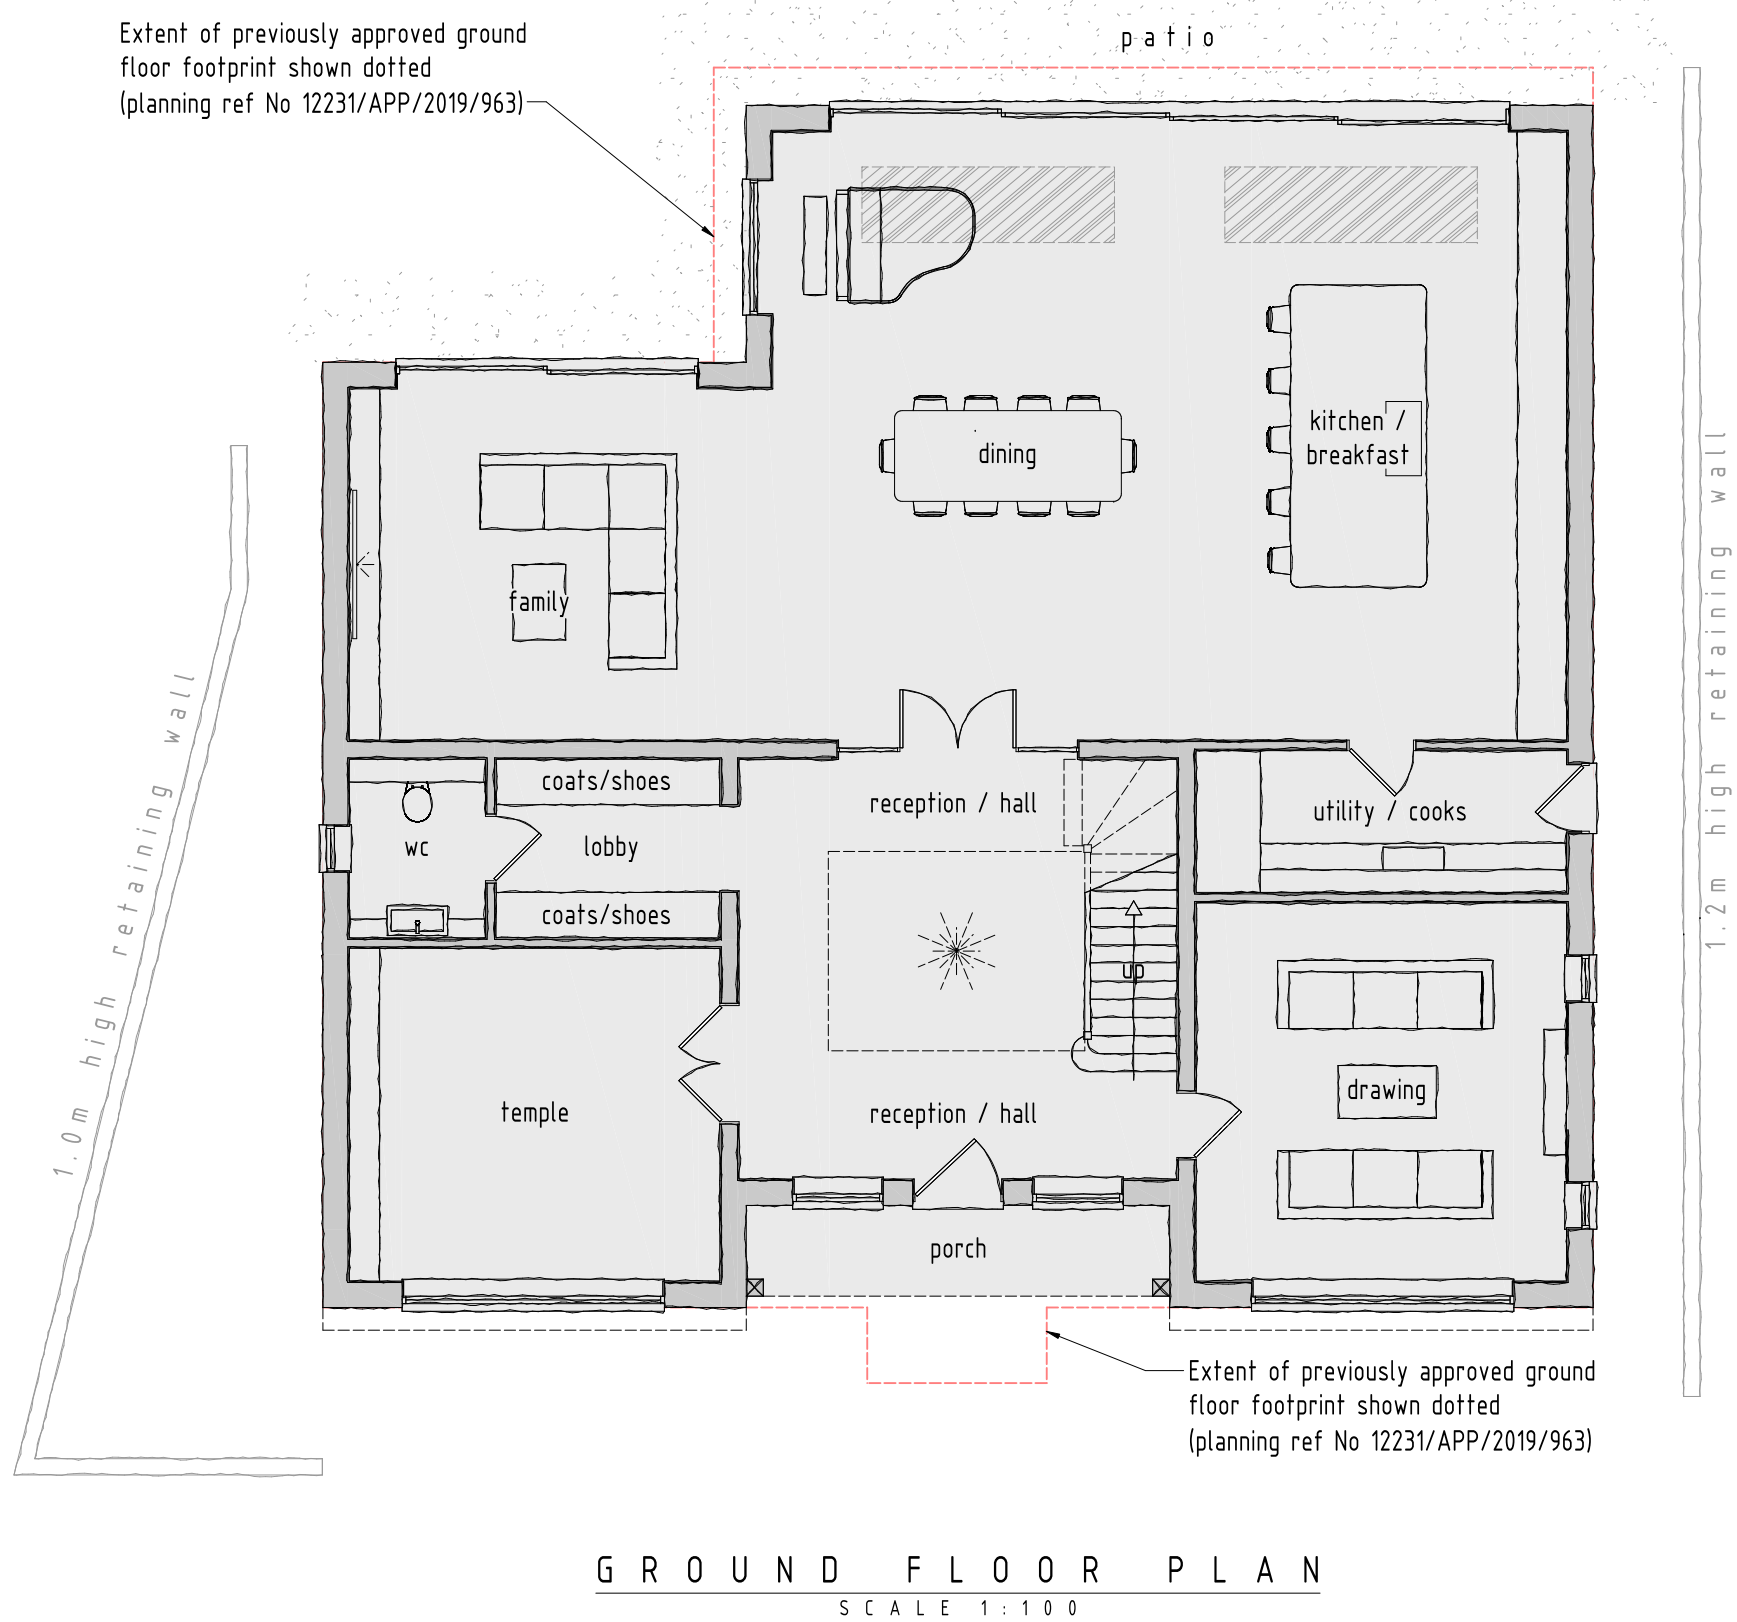 Extent of previously approved ground
floor footprint shown dotted
(planning ref No 12231/APP/2019/963)
patio
kitchen /
breakfast
dining
family
1.2m high retaining wall
1.0m high retaining wall
coats/shoes
reception / hall
utility / cooks
wc
lobby
coats/shoes
up
drawing
temple
reception / hall
porch
Extent of previously approved ground
floor footprint shown dotted
(planning ref No 12231/APP/2019/963)
GROUND FLOOR PLAN
SCALE 1:100